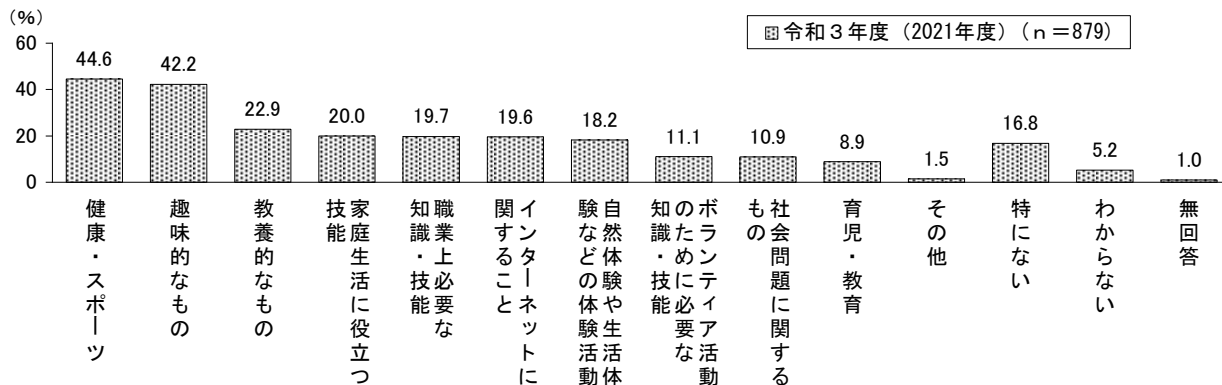 (%)
令和３年度（2021年度）(ｎ＝879)
60
40
20
0
44.6
42.2
22.9
20.0
19.7
19.6
18.2
11.1
10.9
8.9
1.5
16.8
5.2
1.0
健康・スポーツ
趣味的なもの
教養的なもの
家庭生活に役立つ
技能
職業上必要な
知識・技能
インターネットに
関すること
自然体験や生活体
験などの体験活動
ボランティア活動
のために必要な
知識・技能
社会問題に関する
もの
育児・教育
その他
特にない
わからない
無回答